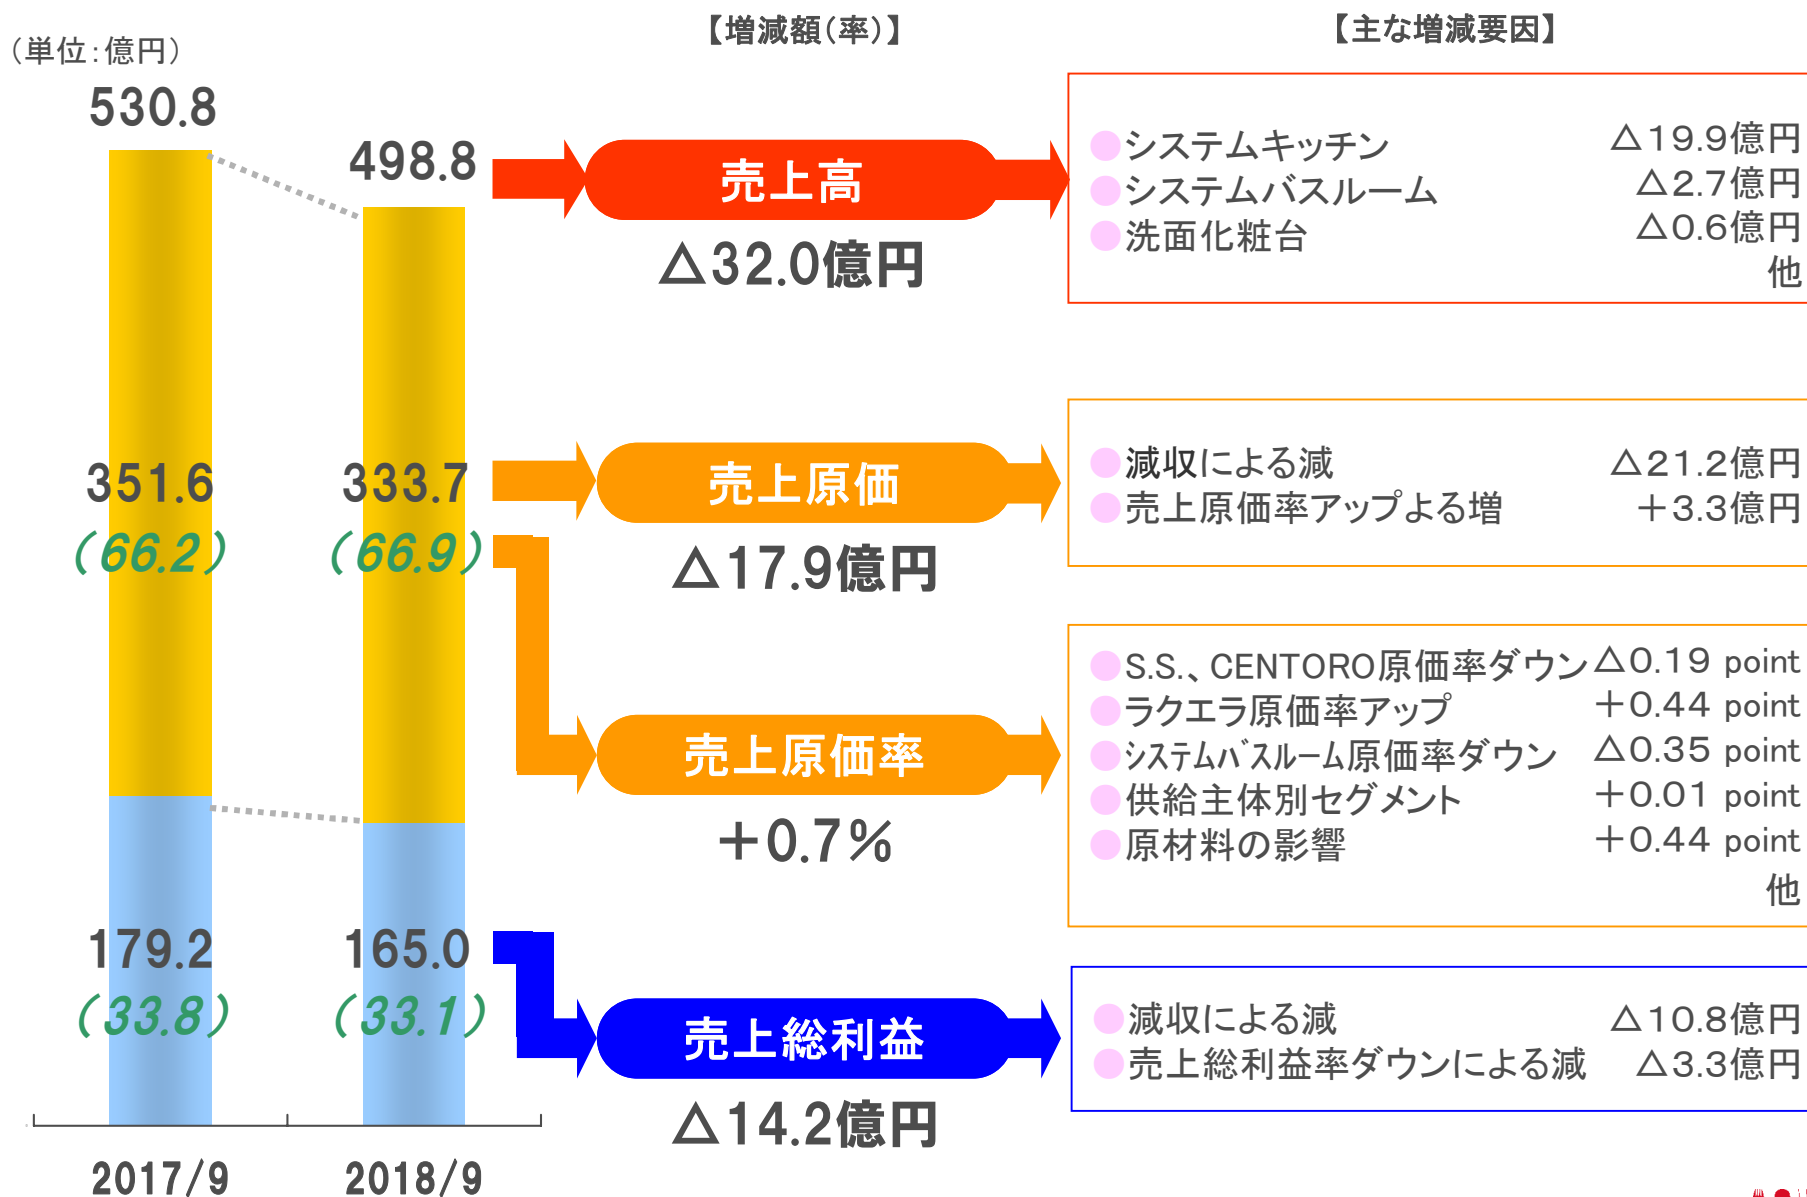 【増減額(率)】
【主な増減要因】
(単位:億円)
530.8
498.8
351.6
(66.2)
333.7
(66.9)
179.2
(33.8)
165.0
(33.1)
2017/9
2018/9
売上高
△32.0億円
●システムキッチン △19.9億円
●システムバスルーム △2.7億円
●洗面化粧台 △0.6億円
他
売上原価
△17.9億円
●減収による減 △21.2億円
●売上原価率アップよる増 +3.3億円
売上原価率
+0.7%
●S.S.、CENTORO原価率ダウン △0.19 point
●ラクエラ原価率アップ +0.44 point
●システムバスルーム原価率ダウン △0.35 point
●供給主体別セグメント +0.01 point
●原材料の影響 +0.44 point
他
売上総利益
△14.2億円
●減収による減 △10.8億円
●売上総利益率ダウンによる減 △3.3億円